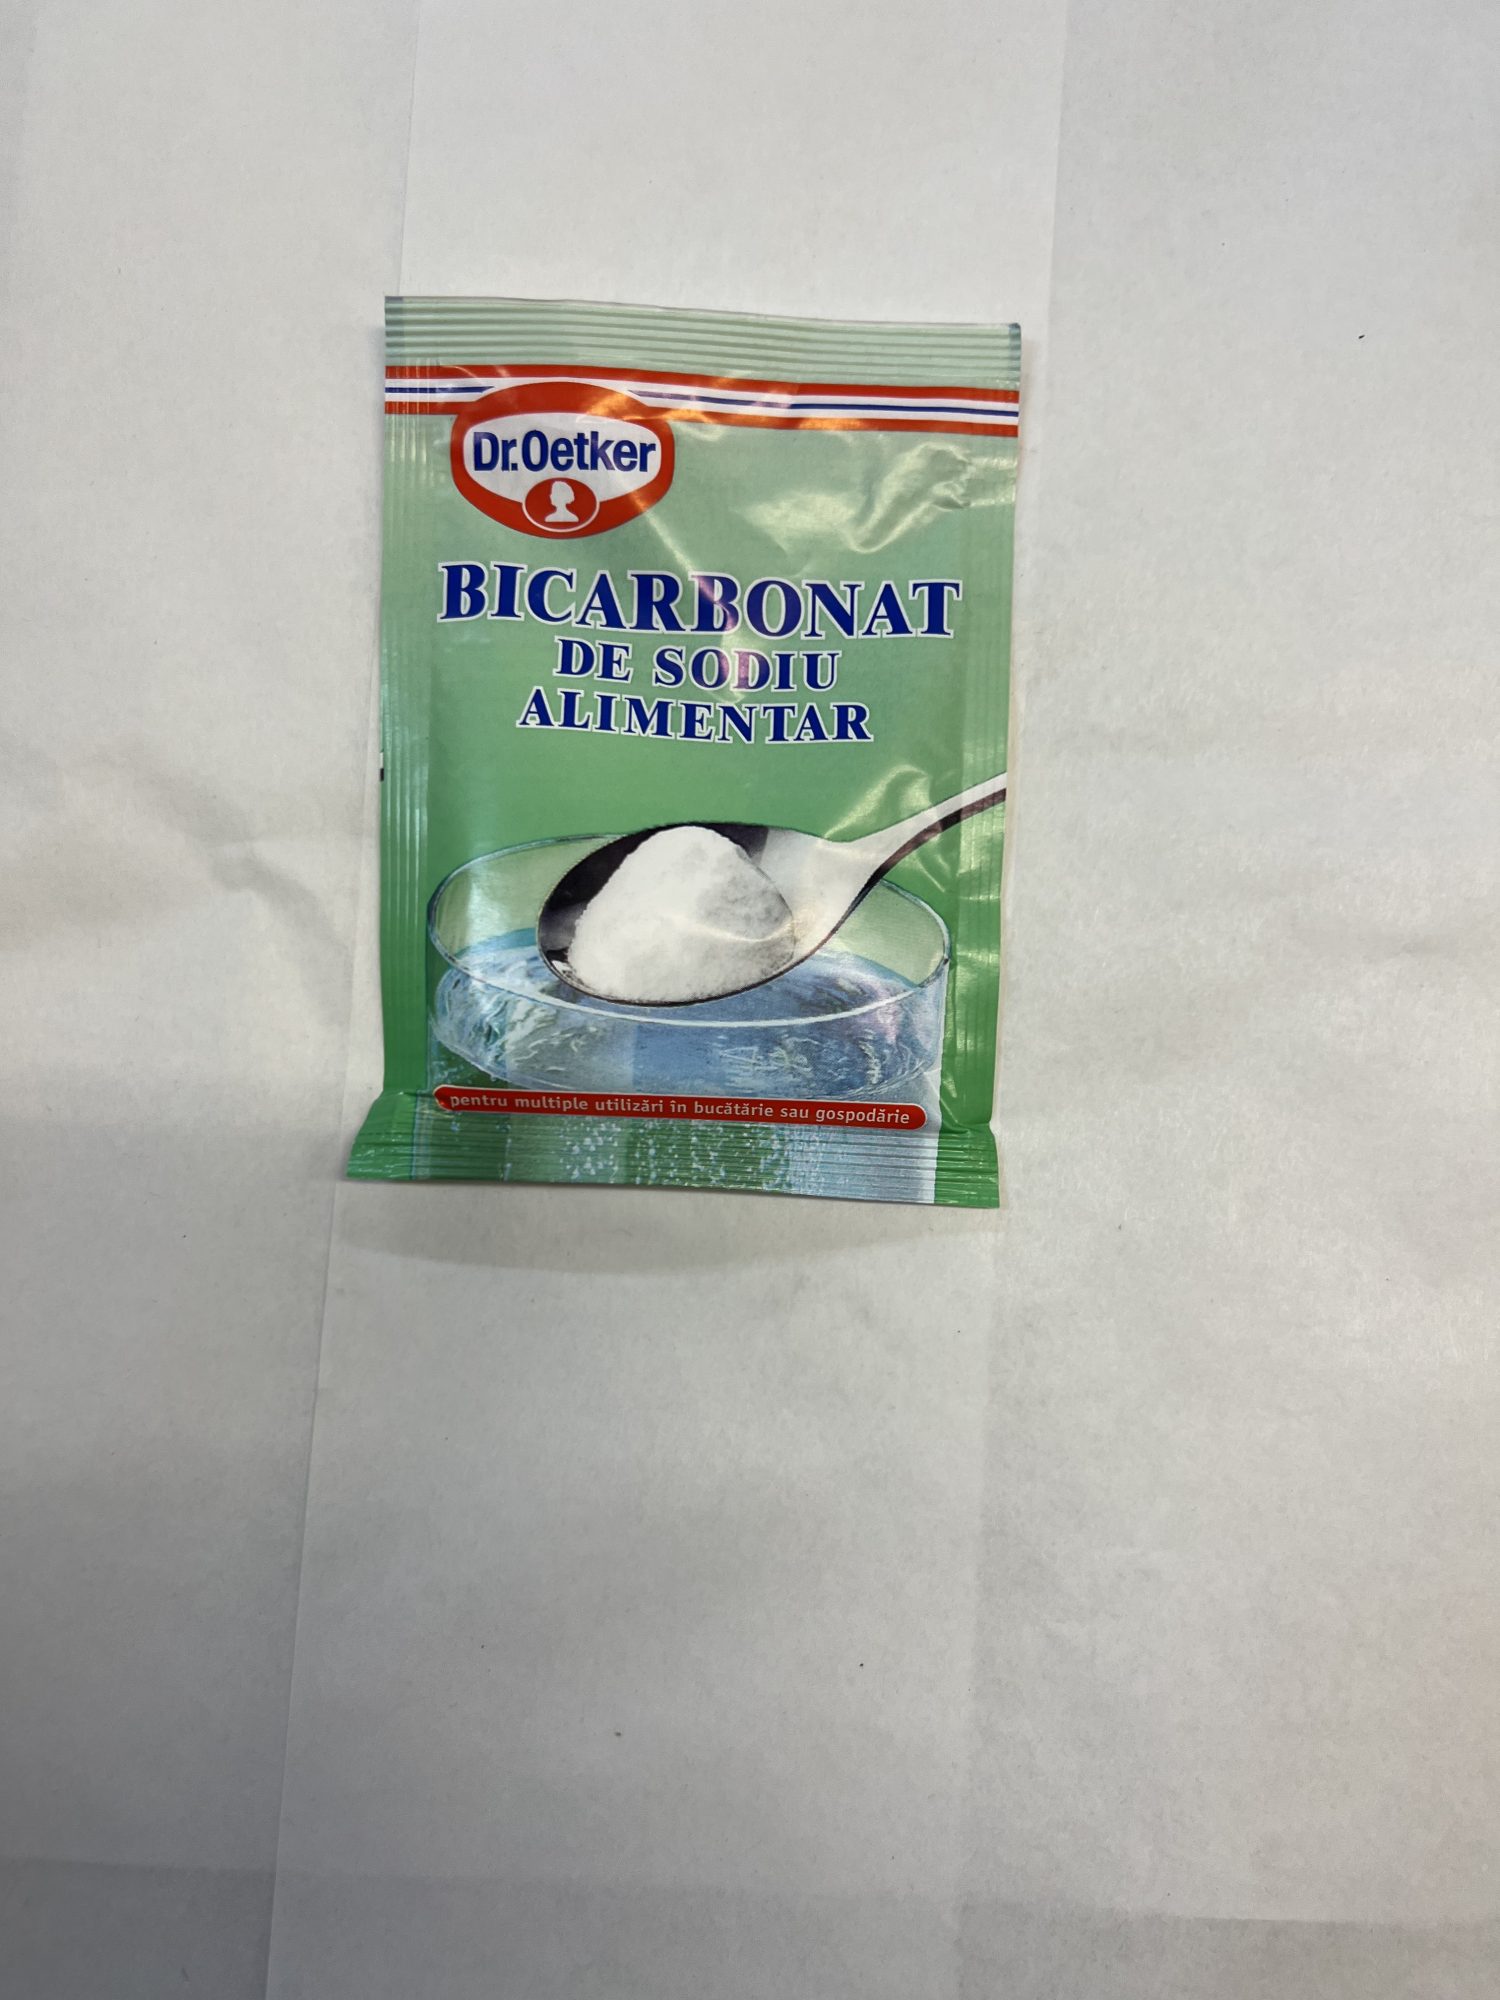 Dr.Oetker
BICARBONAT
DE SODIU
ALIMENTAR
pentru multiple utilizări în bucătărie sau gospodărie